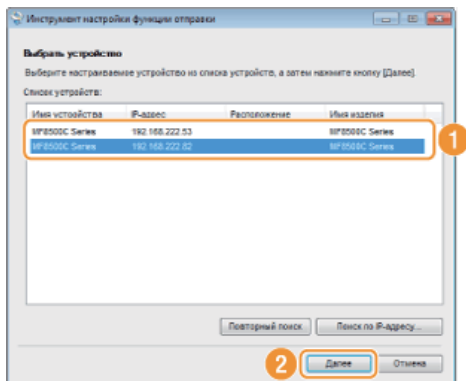 Инструмент настройки функции отправки
Выбрать устройство
Выберите настраиваемое устройство из списка устройств, а затем нажмите кнопку [Далее].
Список устройств:
Имя устройства IP-адрес Расположение Имя изделия
MF8500C Series 192.168.222.53 MF8500C Series
MF8500C Series 192.168.222.82 MF8500C Series
1
Повторный поиск Поиск по IP-адресу...
2 Далее Отмена